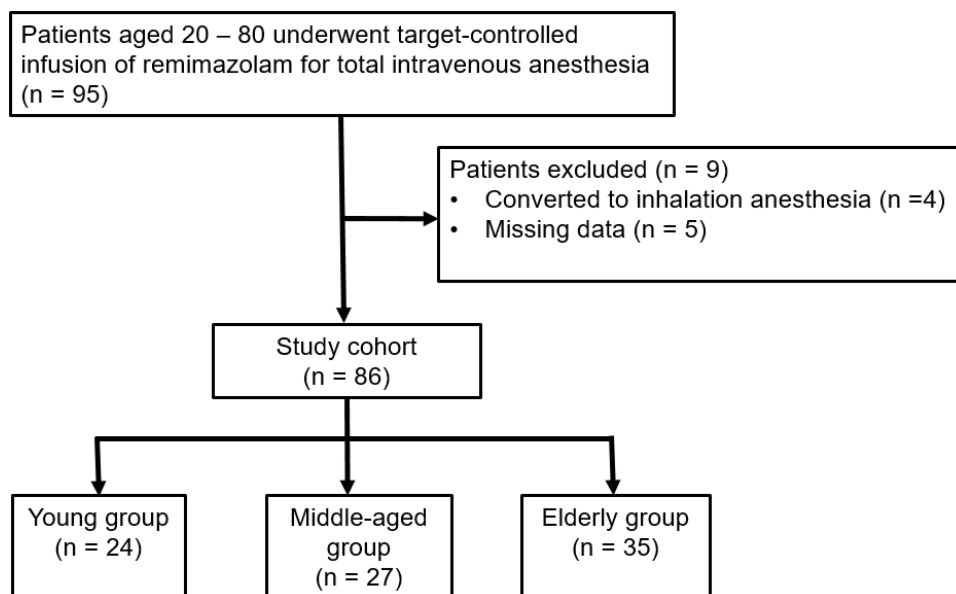 Patients aged 20 – 80 underwent target-controlled
infusion of remimazolam for total intravenous anesthesia
(n = 95)
Patients excluded (n = 9)
• Converted to inhalation anesthesia (n =4)
• Missing data (n = 5)
Study cohort
(n = 86)
Young group
(n = 24)
Middle-aged
group
(n = 27)
Elderly group
(n = 35)